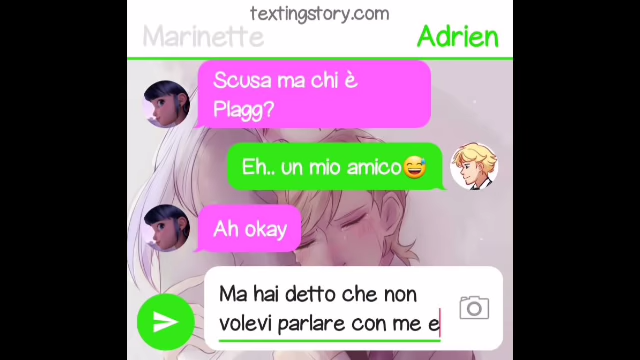 textingstory.com
Marinette Adrien
Scusa ma chi è
Plagg?
Eh.. un mio amico😅
Ah okay
Ma hai detto che non
volevi parlare con me e